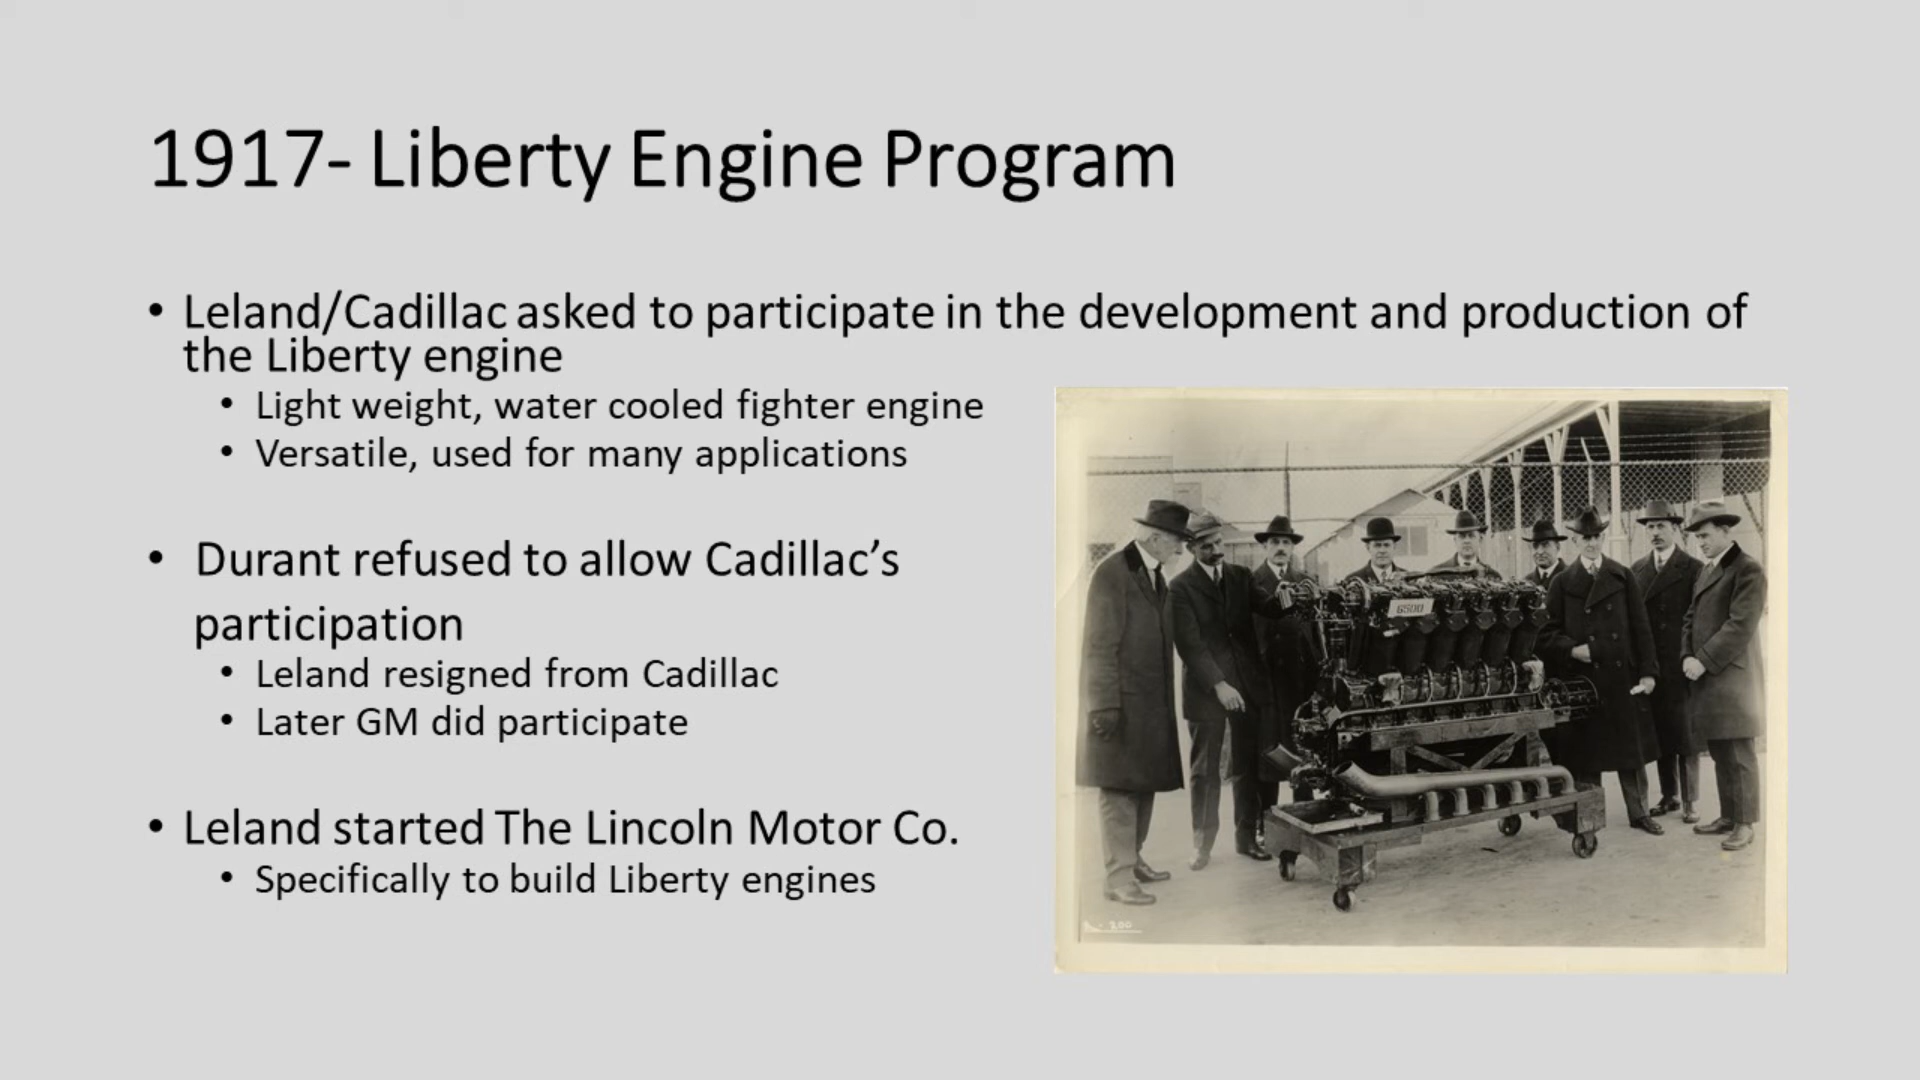 1917- Liberty Engine Program
• Leland/Cadillac asked to participate in the development and production of
the Liberty engine
• Light weight, water cooled fighter engine
• Versatile, used for many applications
• Durant refused to allow Cadillac’s
participation
• Leland resigned from Cadillac
• Later GM did participate
• Leland started The Lincoln Motor Co.
• Specifically to build Liberty engines
6500
200